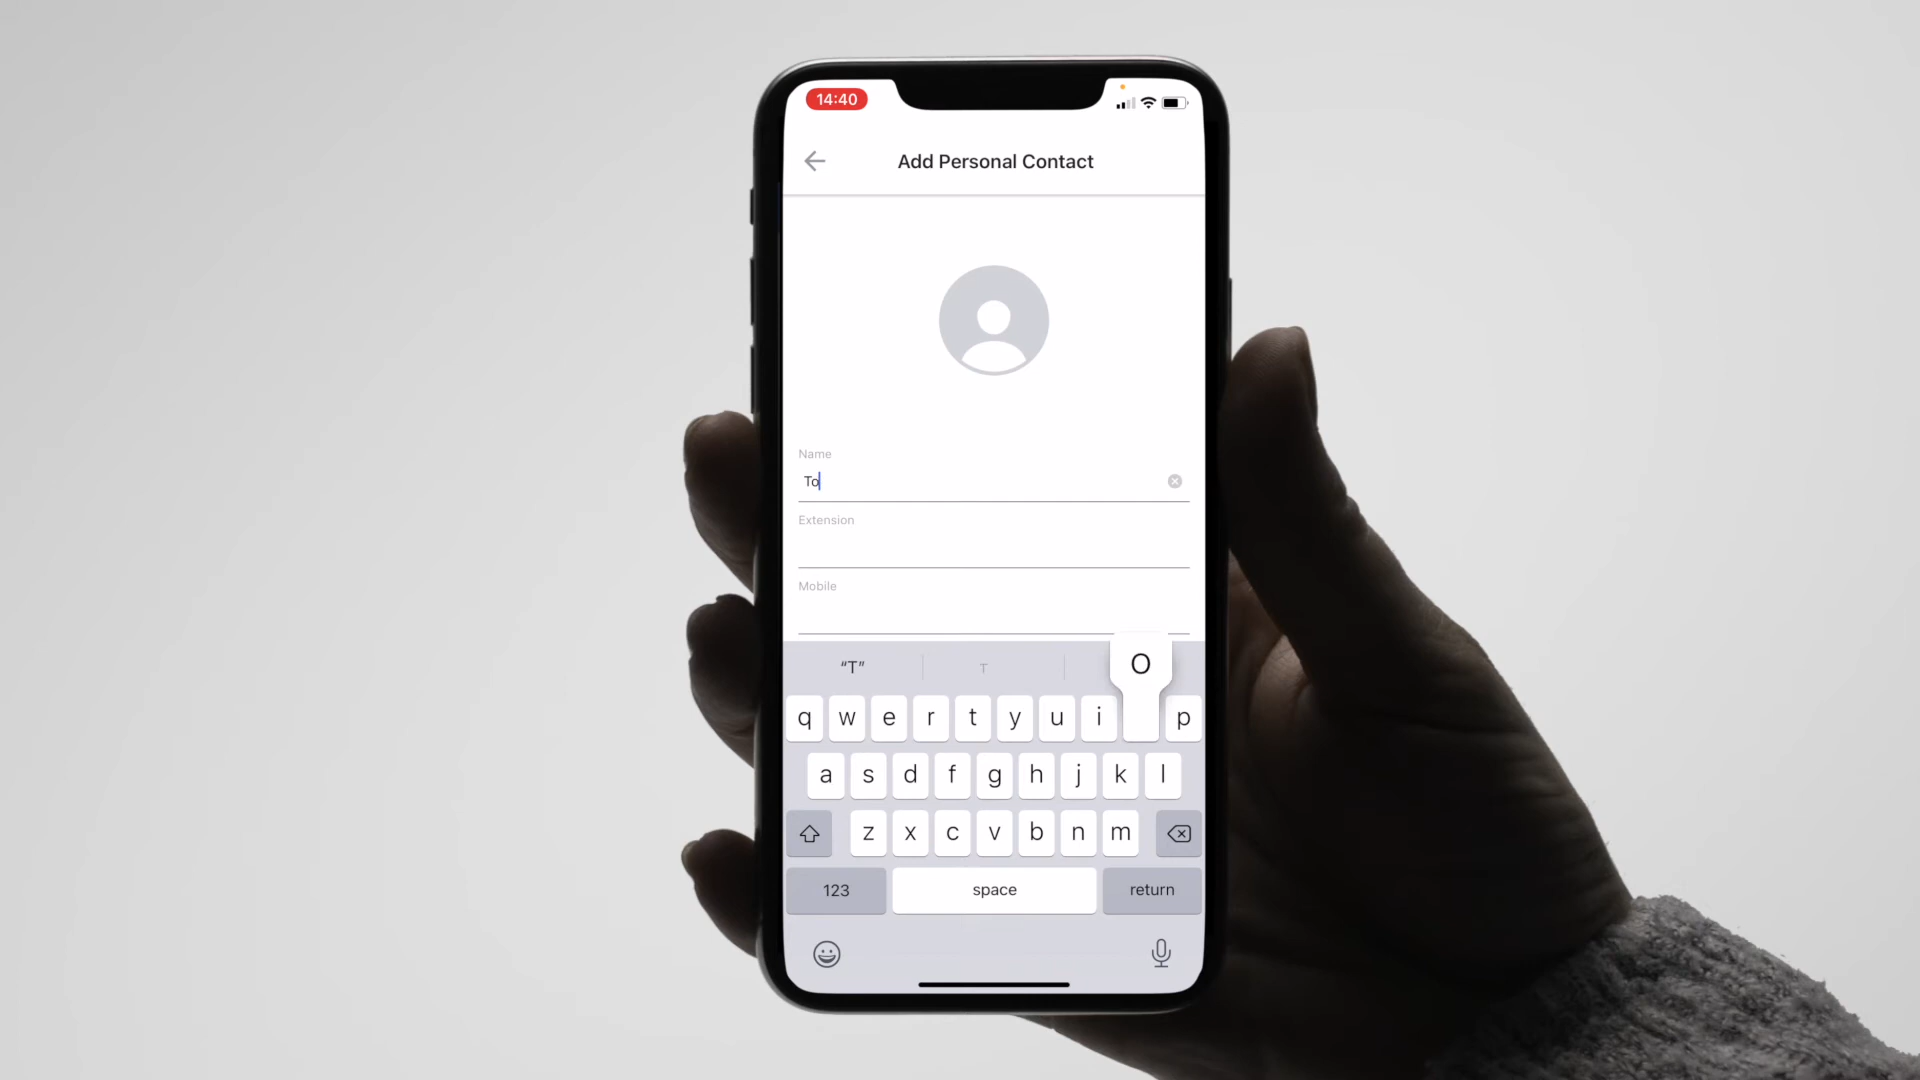 14:40
Add Personal Contact
Name
To
Extension
Mobile
“T” T
O
q w e r t y u i p
a s d f g h j k l
z x c v b n m
123 space return